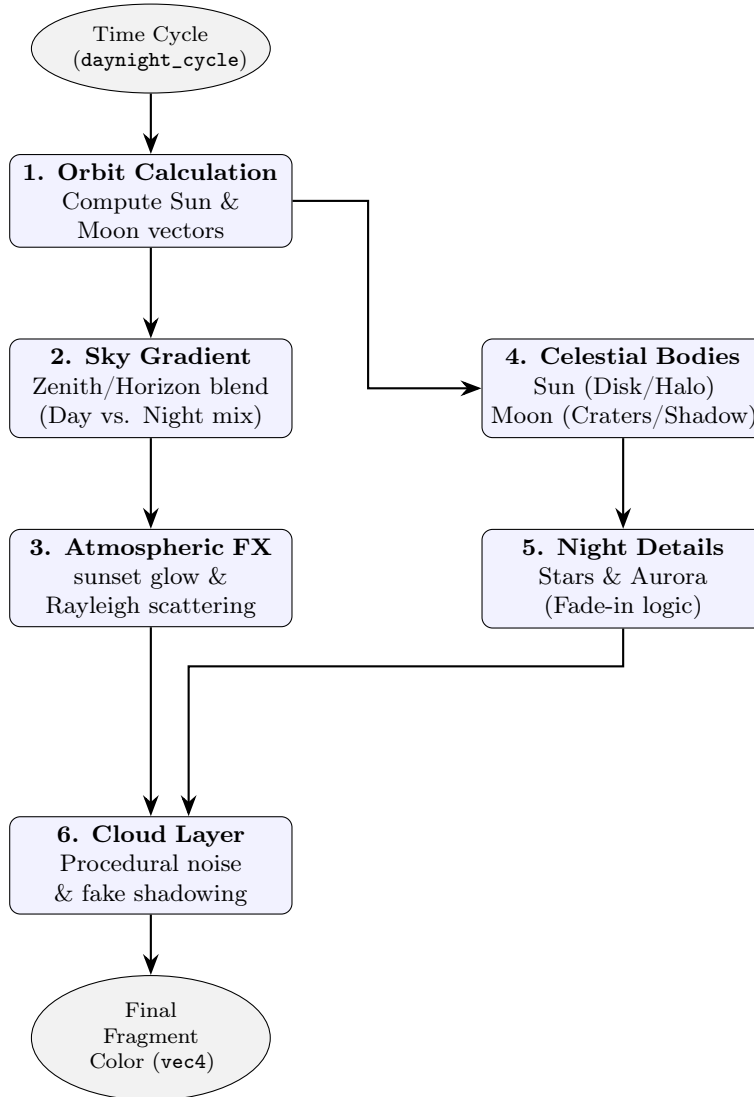 Time Cycle
(daynight_cycle)
1. Orbit Calculation
Compute Sun &
Moon vectors
2. Sky Gradient
Zenith/Horizon blend
(Day vs. Night mix)
4. Celestial Bodies
Sun (Disk/Halo)
Moon (Craters/Shadow)
3. Atmospheric FX
sunset glow &
Rayleigh scattering
5. Night Details
Stars & Aurora
(Fade-in logic)
6. Cloud Layer
Procedural noise
& fake shadowing
Final
Fragment
Color (vec4)